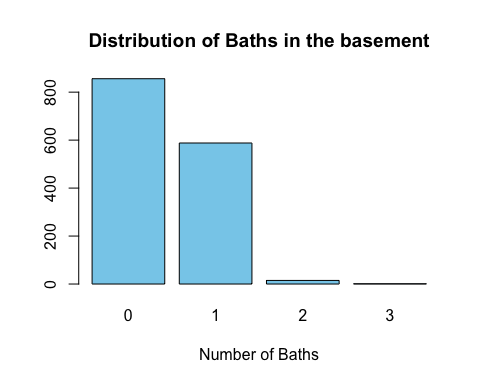 Distribution of Baths in the basement
800
600
400
200
0
0 1 2 3
Number of Baths